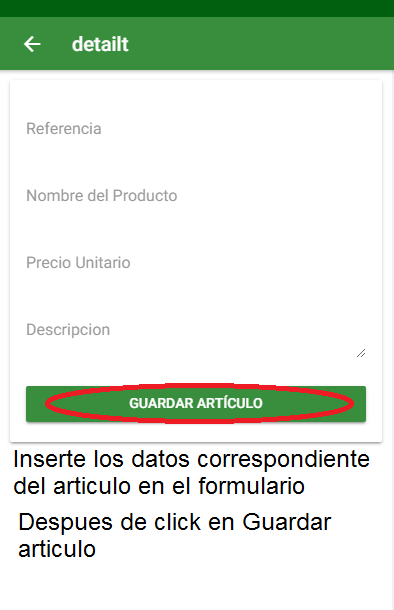 detailt
Referencia
Nombre del Producto
Precio Unitario
Descripcion
GUARDAR ARTÍCULO
Inserte los datos correspondiente
del articulo en el formulario
Despues de click en Guardar
articulo